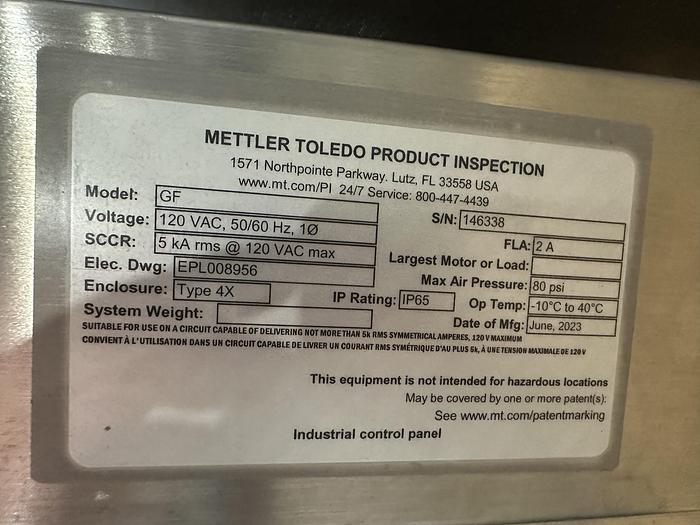 METTLER TOLEDO PRODUCT INSPECTION
1571 Northpointe Parkway. Lutz, FL 33558 USA
www.mt.com/PI 24/7 Service: 800-447-4439
Model: GF
S/N: 146338
Voltage: 120 VAC, 50/60 Hz, 1Ø
FLA: 2 A
SCCR: 5 kA rms @ 120 VAC max
Largest Motor or Load:
Elec. Dwg: EPL008956
Max Air Pressure: 80 psi
Enclosure: Type 4X
IP Rating: IP65
Op Temp: -10°C to 40°C
System Weight:
Date of Mfg: June, 2023
SUITABLE FOR USE ON A CIRCUIT CAPABLE OF DELIVERING NOT MORE THAN 5k RMS SYMMETRICAL AMPERES, 120 V MAXIMUM
CONVIENT À L'UTILISATION DANS UN CIRCUIT CAPABLE DE LIVRER UN COURANT RMS SYMÉTRIQUE D'AU PLUS 5k, À UNE TENSION MAXIMALE DE 120 V
This equipment is not intended for hazardous locations
May be covered by one or more patent(s):
See www.mt.com/patentmarking
Industrial control panel